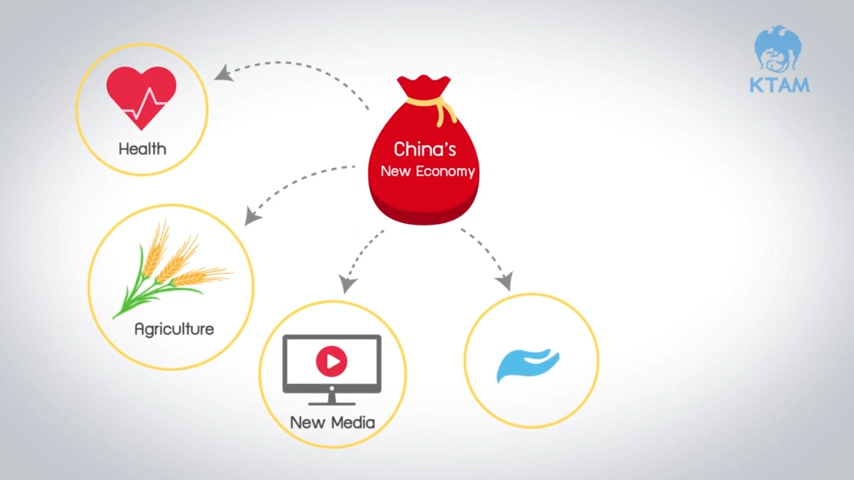 KTAM
China's
New Economy
Health
Agriculture
New Media